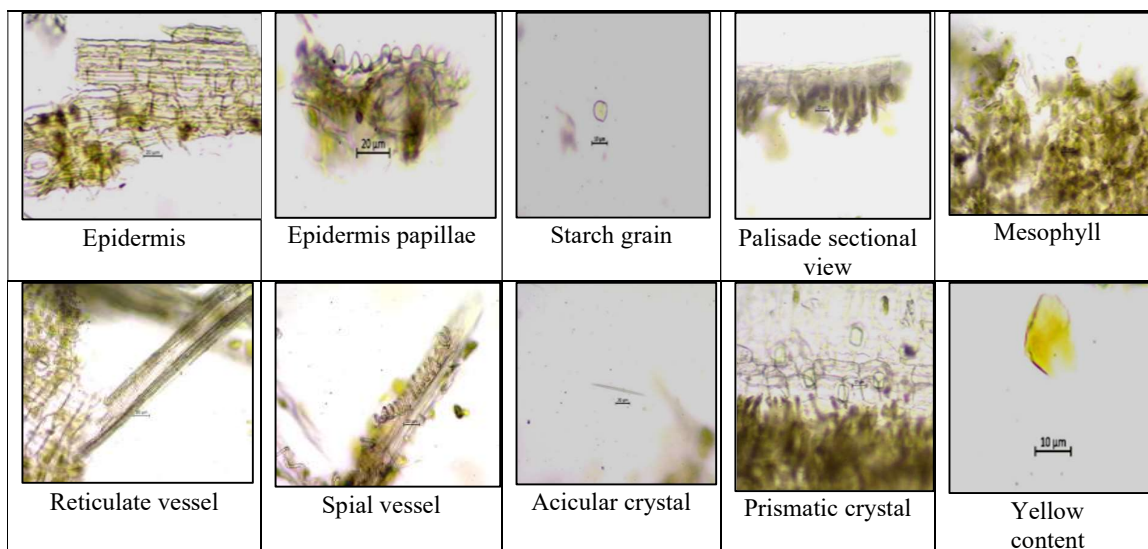 Epidermis
Epidermis papillae
Starch grain
Palisade sectional
view
Mesophyll
Reticulate vessel
Spial vessel
Acicular crystal
Prismatic crystal
Yellow
content
20 µm
10 µm